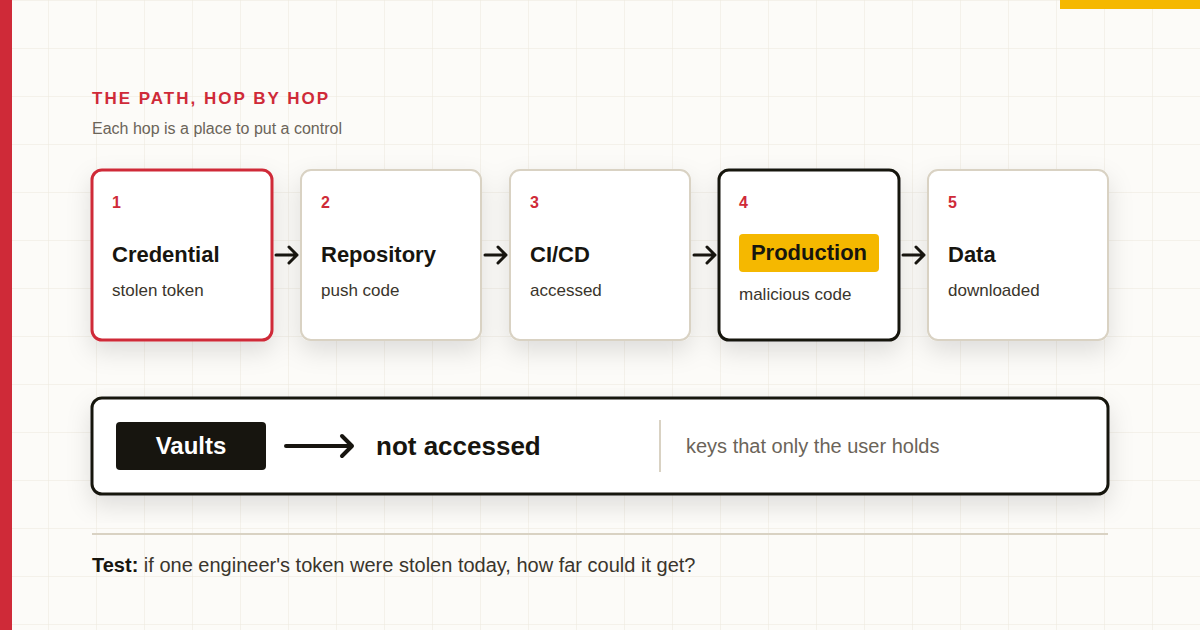 THE PATH, HOP BY HOP
Each hop is a place to put a control
1
Credential
stolen token
2
Repository
push code
3
CI/CD
accessed
4
Production
malicious code
5
Data
downloaded
Vaults
not accessed
keys that only the user holds
Test: if one engineer's token were stolen today, how far could it get?